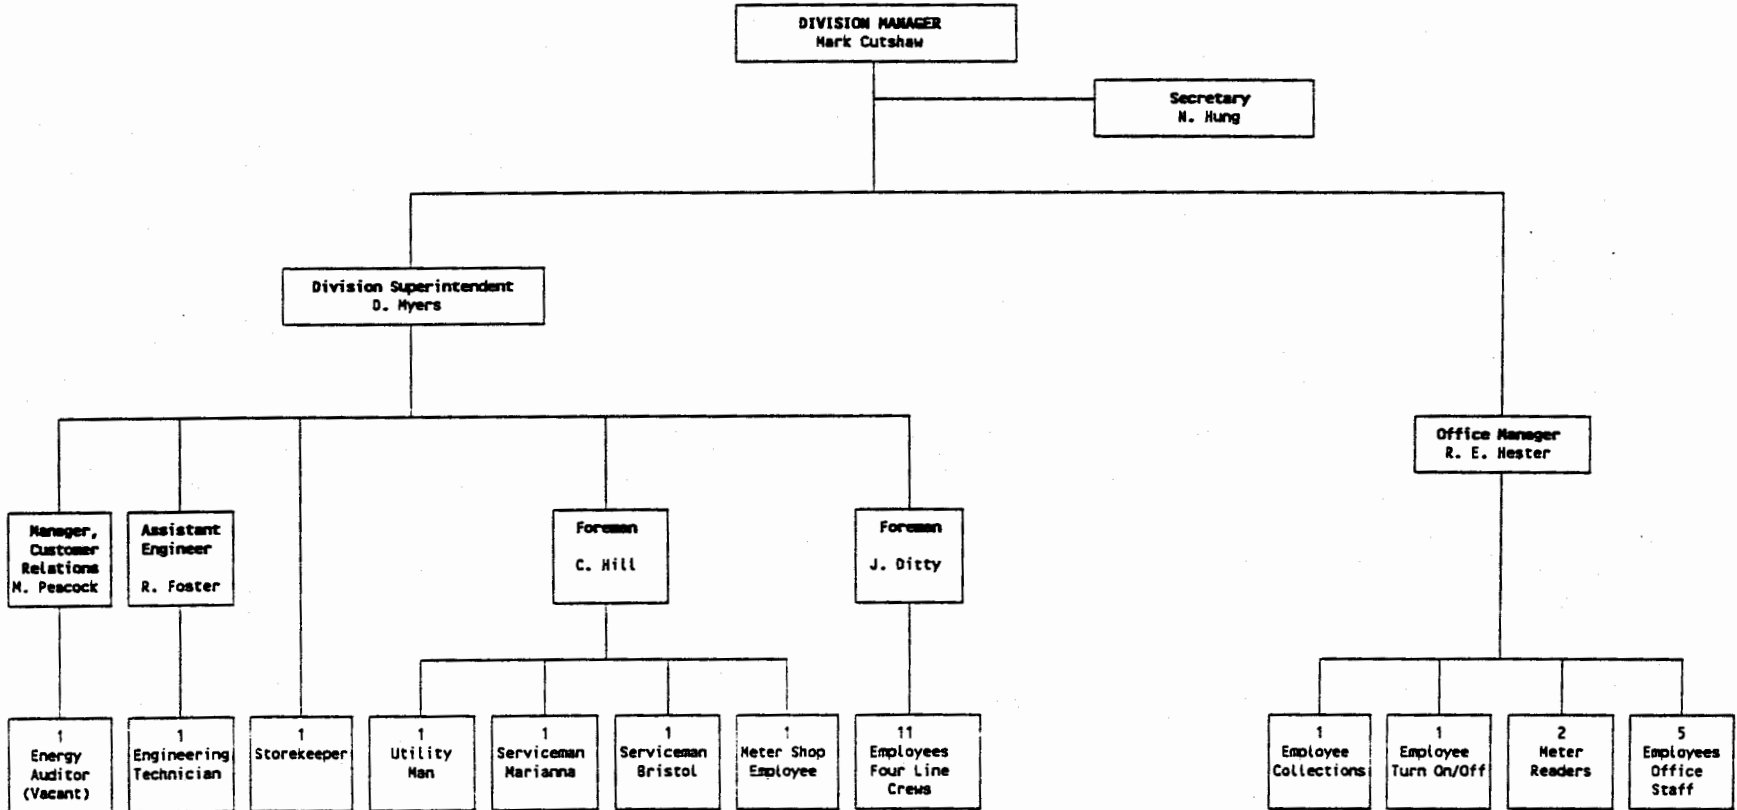 DIVISION MANAGER
Mark Cutshaw
Secretary
N. Hung
Division Superintendent
D. Myers
Office Manager
R. E. Hester
Manager,
Customer
Relations
M. Peacock
Assistant
Engineer
R. Foster
Foreman
C. Hill
Foreman
J. Ditty
1
Energy
Auditor
(Vacant)
1
Engineering
Technician
1
Storekeeper
1
Utility
Man
1
Serviceman
Marianna
1
Serviceman
Bristol
1
Meter Shop
Employee
11
Employees
Four Line
Crews
1
Employee
Collections
1
Employee
Turn On/Off
2
Meter
Readers
5
Employees
Office
Staff